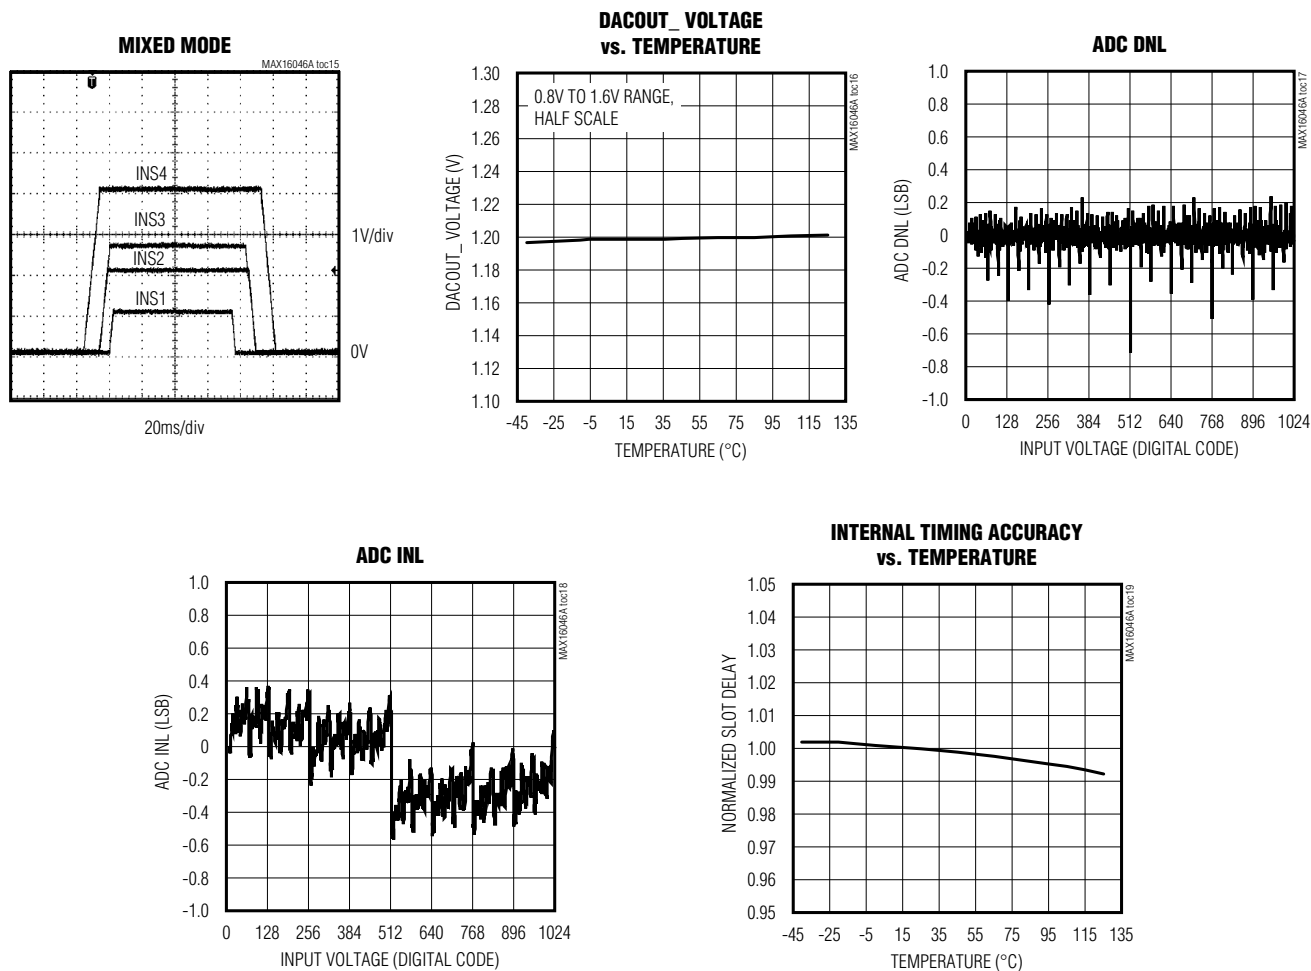 MIXED MODE
MAX16046A toc15
INS4
INS3
INS2
INS1
1V/div
0V
20ms/div
DACOUT_ VOLTAGE
vs. TEMPERATURE
MAX16046A toc16
0.8V TO 1.6V RANGE,
HALF SCALE
DACOUT_ VOLTAGE (V)
1.30
1.28
1.26
1.24
1.22
1.20
1.18
1.16
1.14
1.12
1.10
-45 -25 -5 15 35 55 75 95 115 135
TEMPERATURE (°C)
ADC DNL
MAX16046A toc17
ADC DNL (LSB)
1.0
0.8
0.6
0.4
0.2
0
-0.2
-0.4
-0.6
-0.8
-1.0
0 128 256 384 512 640 768 896 1024
INPUT VOLTAGE (DIGITAL CODE)
ADC INL
MAX16046A toc18
ADC INL (LSB)
1.0
0.8
0.6
0.4
0.2
0
-0.2
-0.4
-0.6
-0.8
-1.0
0 128 256 384 512 640 768 896 1024
INPUT VOLTAGE (DIGITAL CODE)
INTERNAL TIMING ACCURACY
vs. TEMPERATURE
MAX16046A toc19
NORMALIZED SLOT DELAY
1.05
1.04
1.03
1.02
1.01
1.00
0.99
0.98
0.97
0.96
0.95
-45 -25 -5 15 35 55 75 95 115 135
TEMPERATURE (°C)